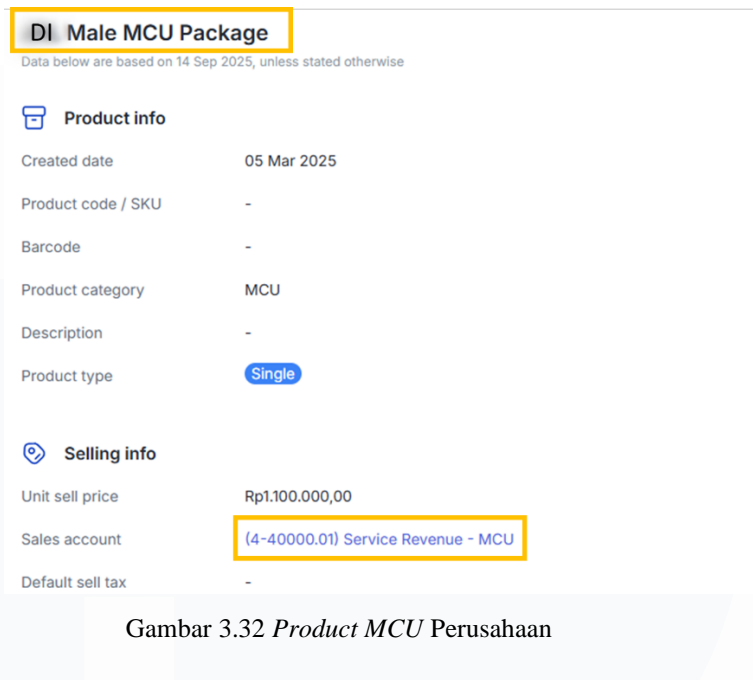 DI Male MCU Package
Data below are based on 14 Sep 2025, unless stated otherwise
Product info
Created date 05 Mar 2025
Product code / SKU -
Barcode -
Product category MCU
Description -
Product type Single
Selling info
Unit sell price Rp1.100.000,00
Sales account (4-40000.01) Service Revenue - MCU
Default sell tax -
Gambar 3.32 Product MCU Perusahaan